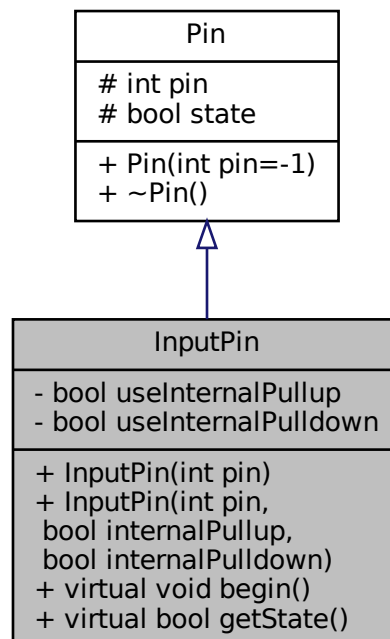 Pin
# int pin
# bool state
+ Pin(int pin=-1)
+ ~Pin()
InputPin
- bool useInternalPullup
- bool useInternalPulldown
+ InputPin(int pin)
+ InputPin(int pin,
bool internalPullup,
bool internalPulldown)
+ virtual void begin()
+ virtual bool getState()